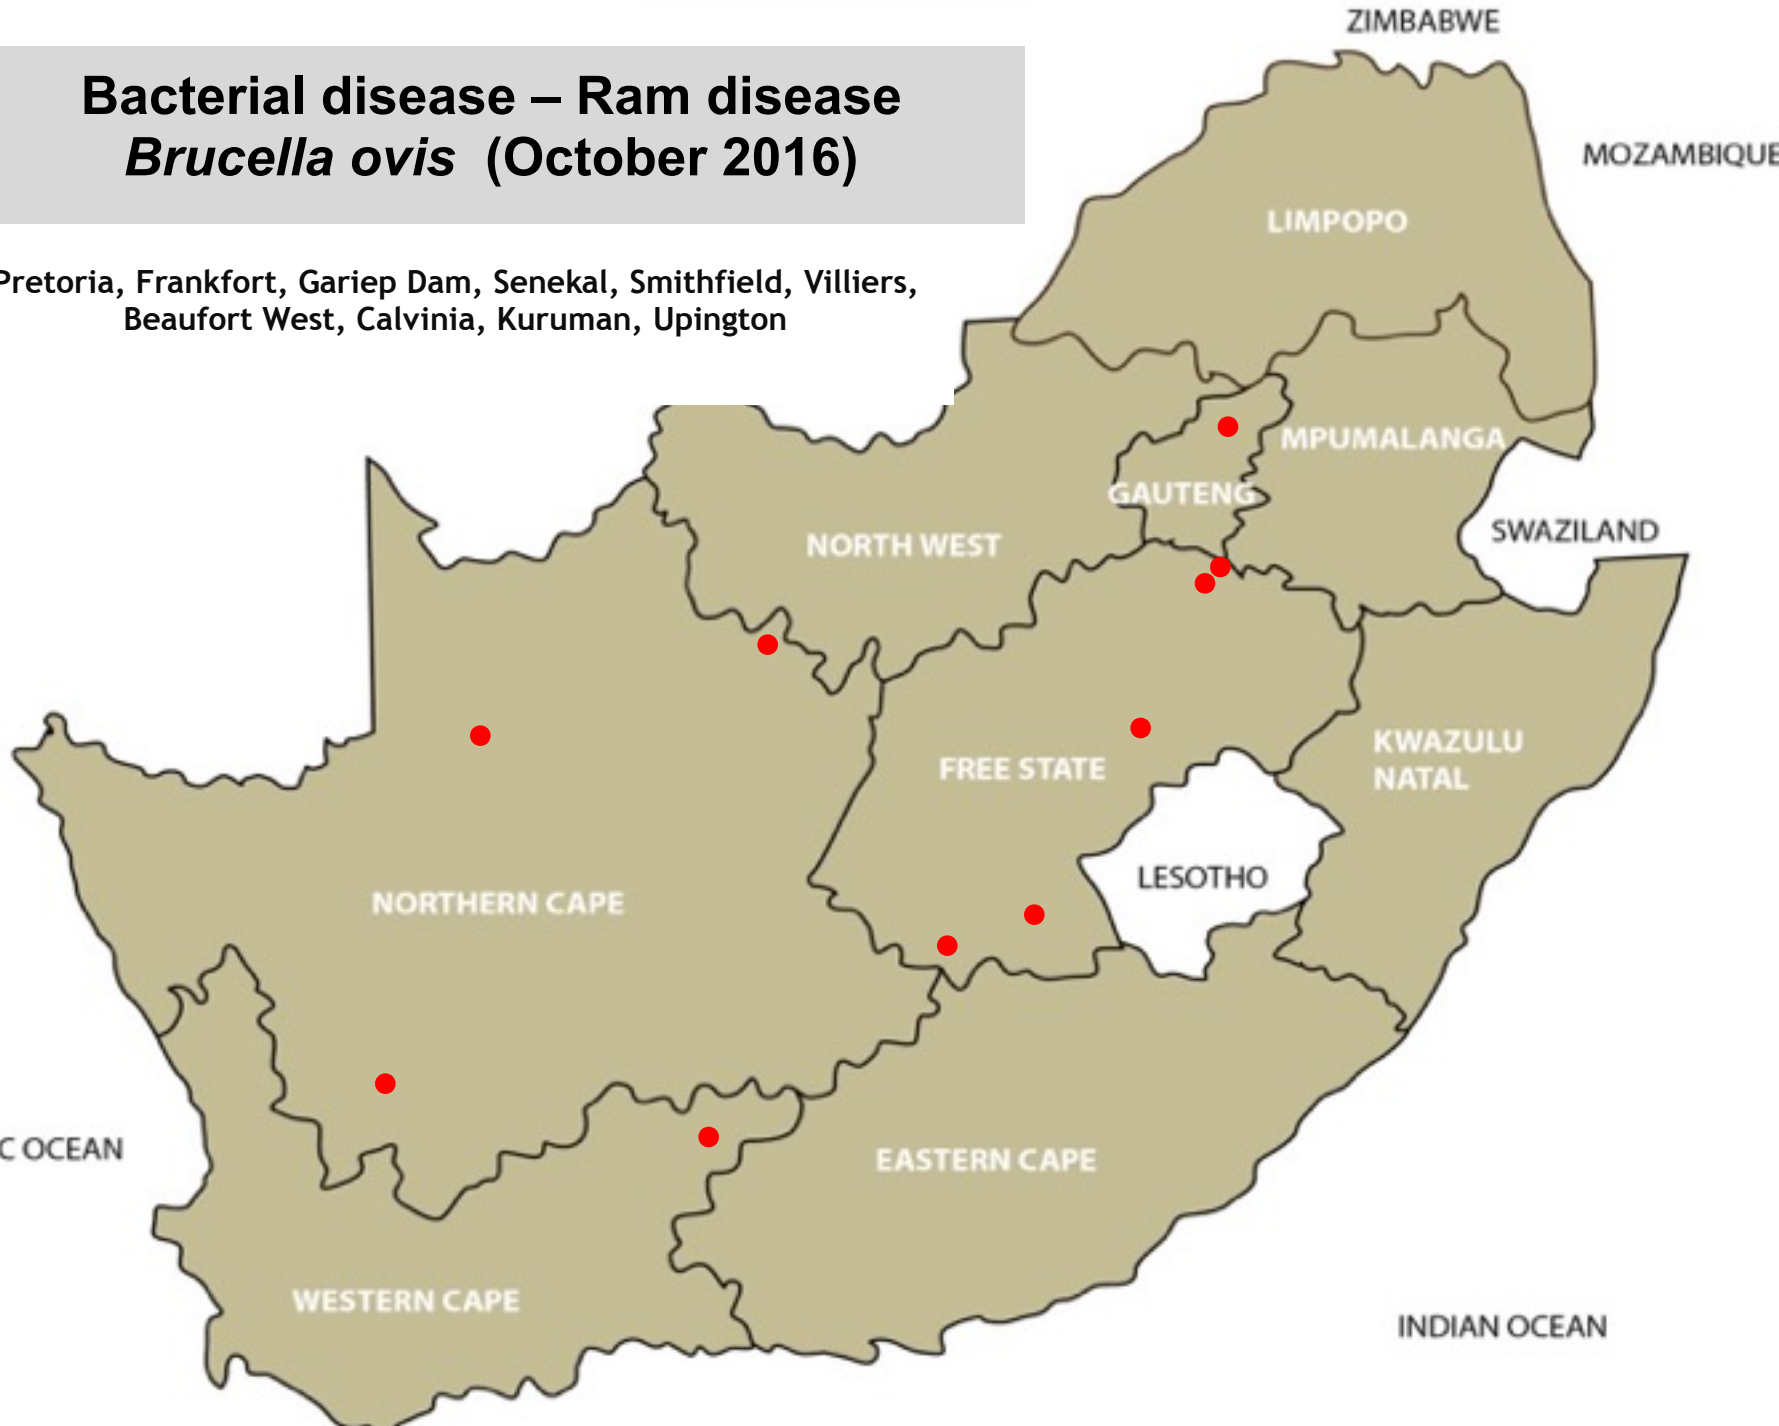 ZIMBABWE
Bacterial disease – Ram disease
Brucella ovis (October 2016)
MOZAMBIQUE
LIMPOPO
Pretoria, Frankfort, Gariep Dam, Senekal, Smithfield, Villiers,
Beaufort West, Calvinia, Kuruman, Upington
MPUMALANGA
GAUTENG
SWAZILAND
NORTH WEST
KWAZULU
NATAL
FREE STATE
LESOTHO
NORTHERN CAPE
C OCEAN
EASTERN CAPE
WESTERN CAPE
INDIAN OCEAN